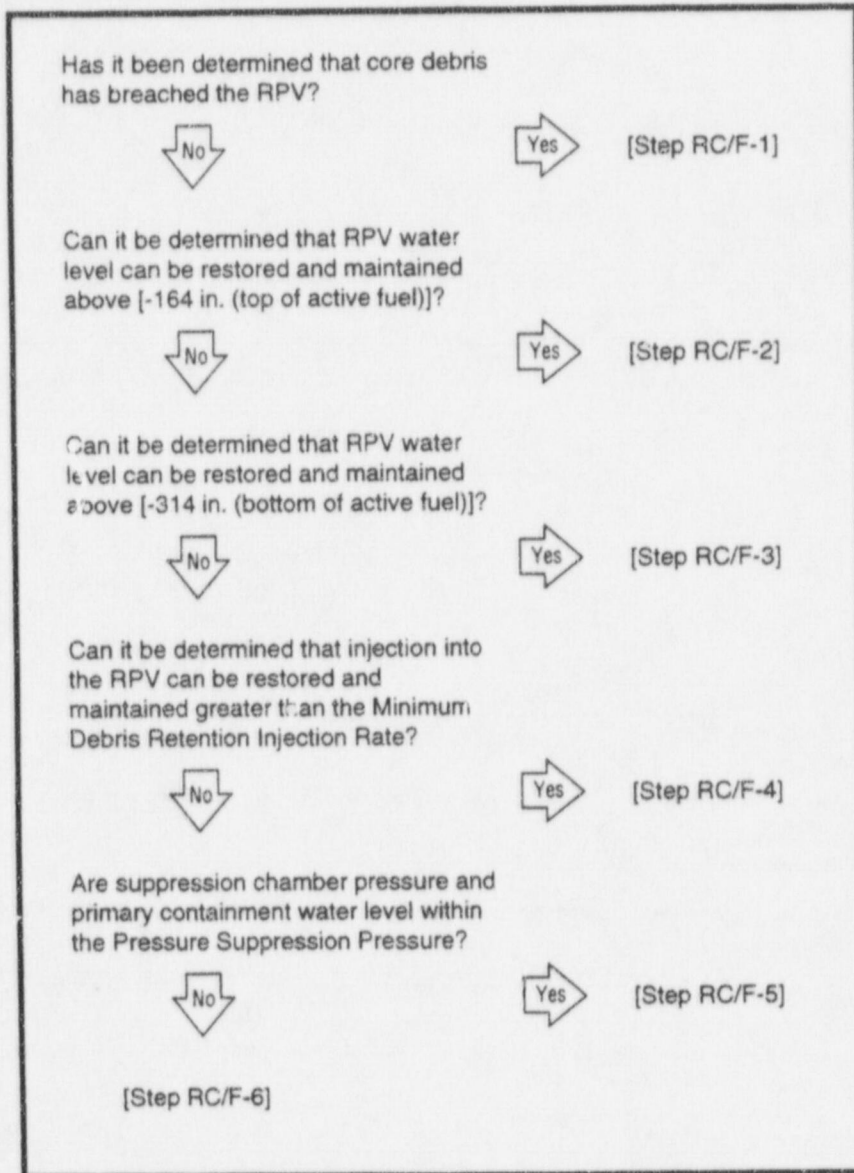 Has it been determined that core debris
has breached the RPV?
No
Yes
[Step RC/F-1]
Can it be determined that RPV water
level can be restored and maintained
above [-164 in. (top of active fuel)]?
No
Yes
[Step RC/F-2]
Can it be determined that RPV water
level can be restored and maintained
above [-314 in. (bottom of active fuel)]?
No
Yes
[Step RC/F-3]
Can it be determined that injection into
the RPV can be restored and
maintained greater than the Minimum
Debris Retention Injection Rate?
No
Yes
[Step RC/F-4]
Are suppression chamber pressure and
primary containment water level within
the Pressure Suppression Pressure?
No
Yes
[Step RC/F-5]
[Step RC/F-6]